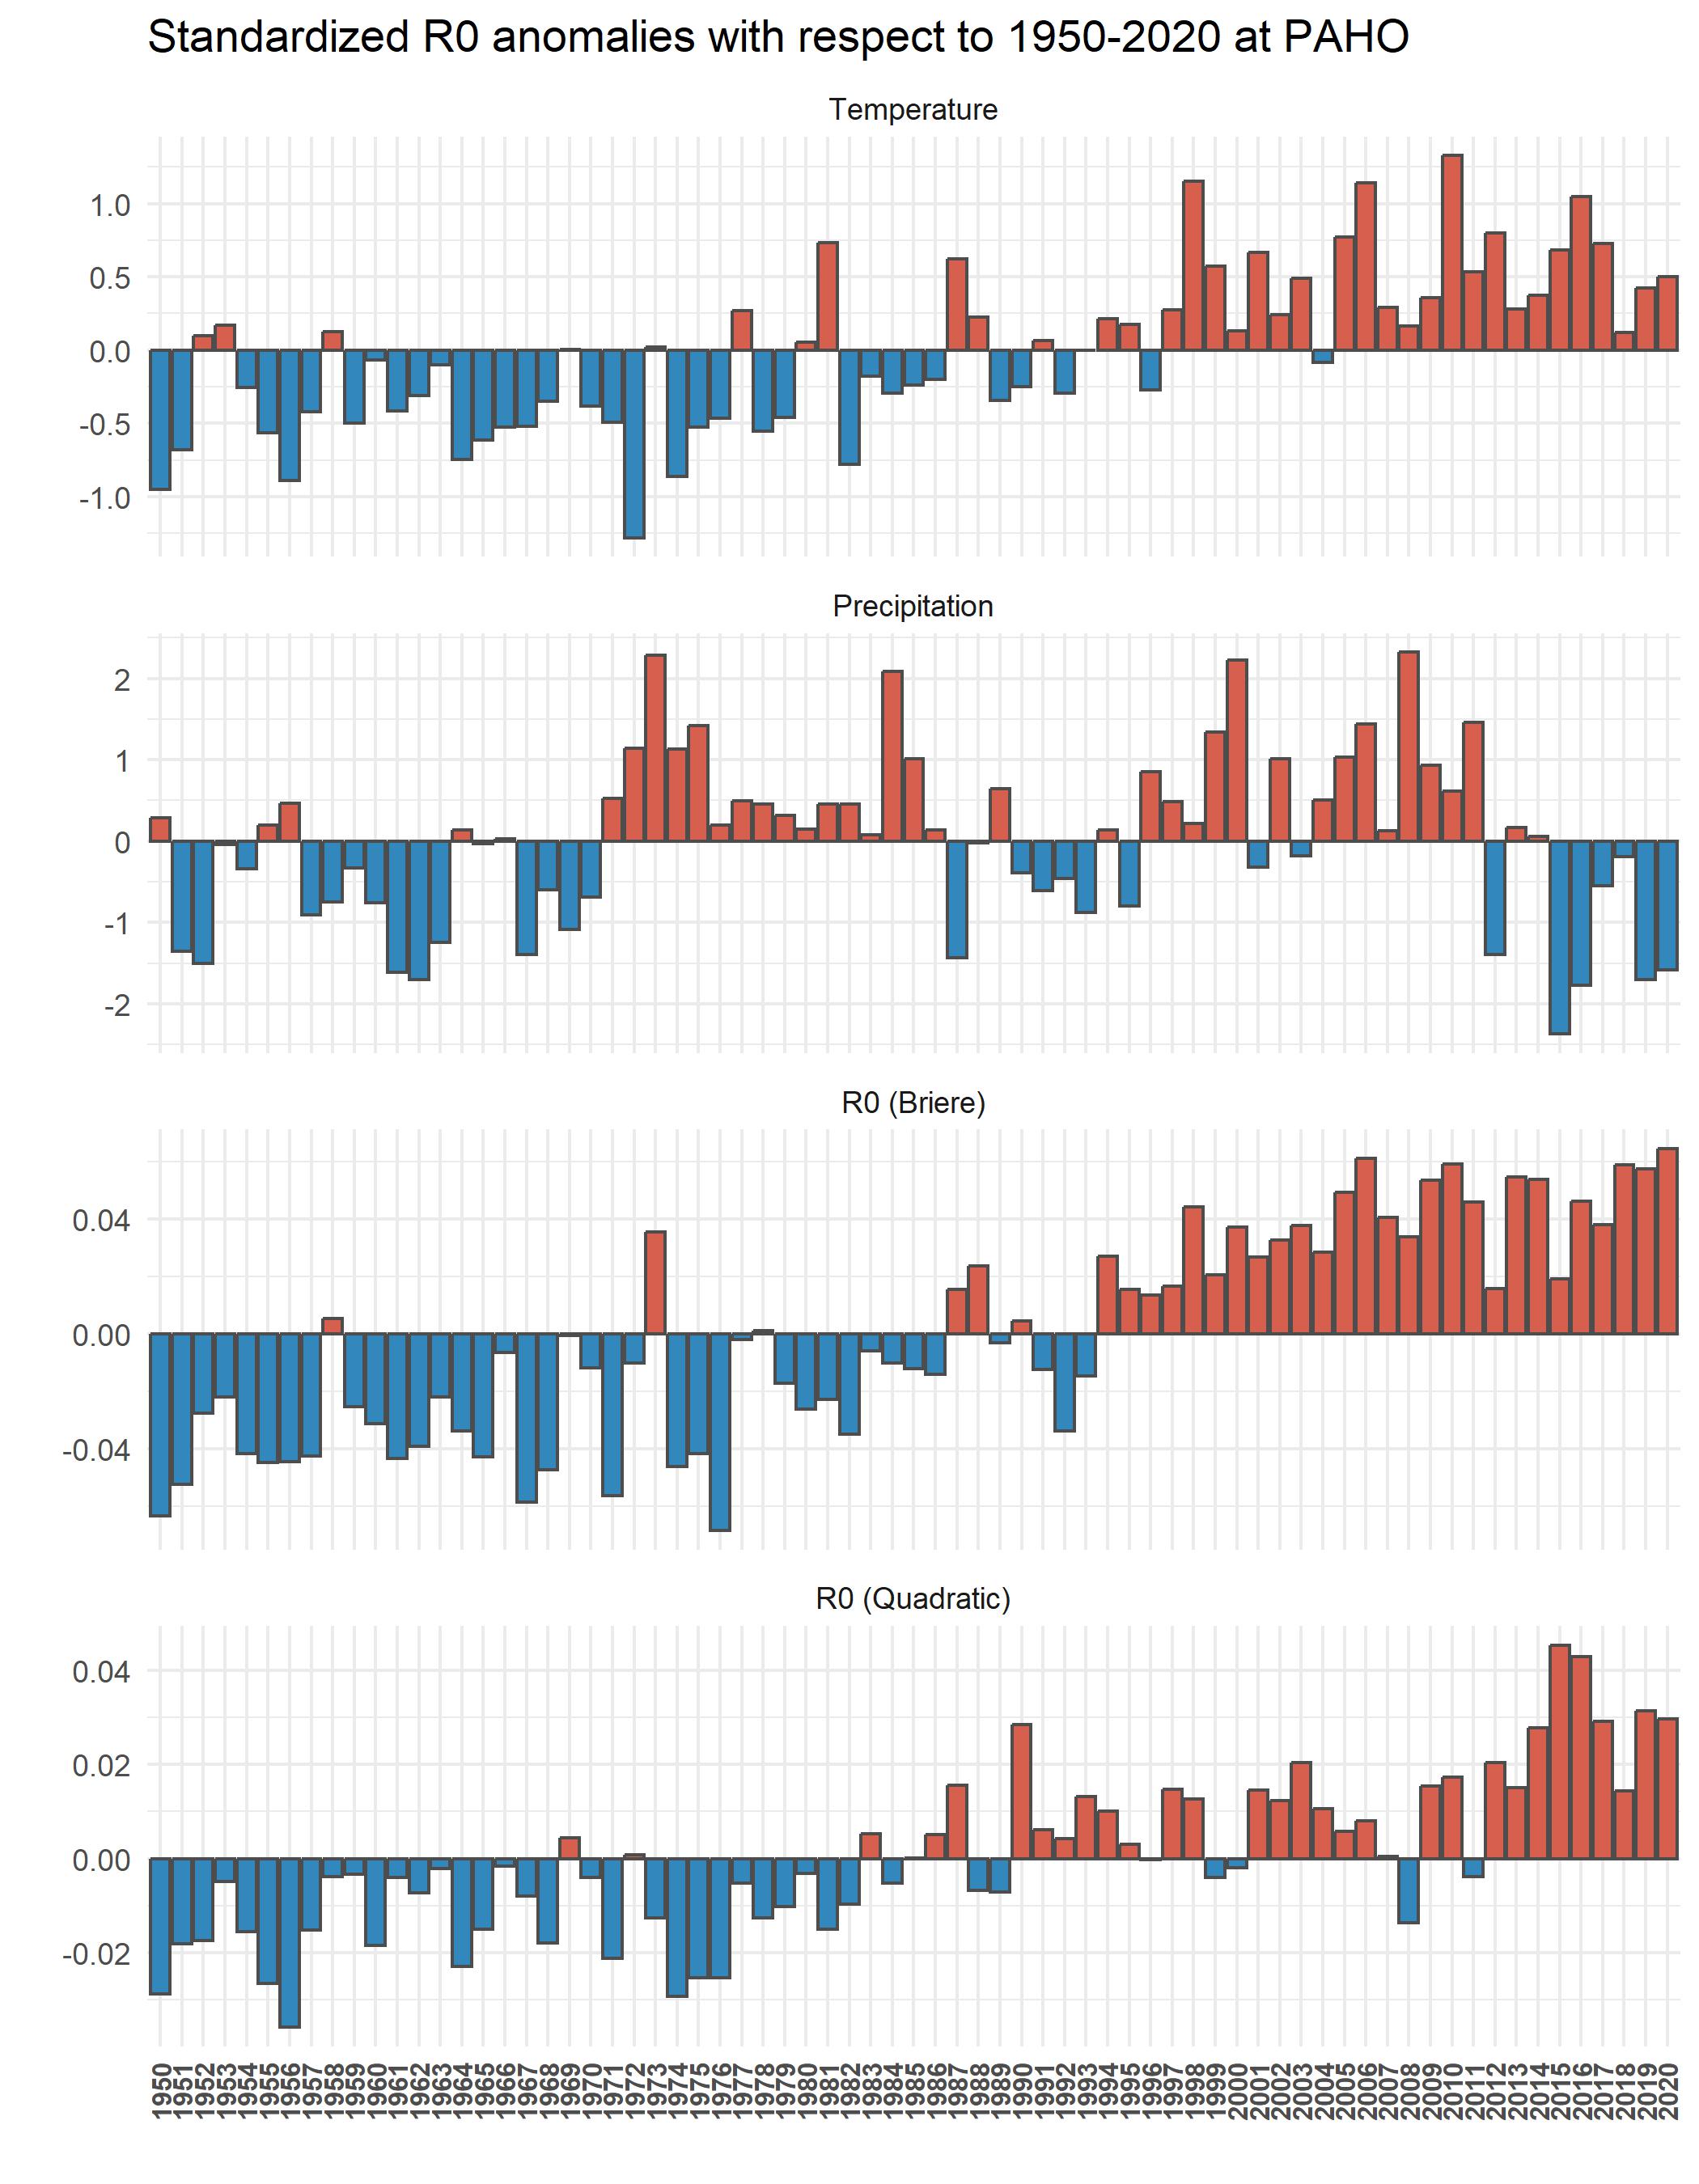 Standardized R0 anomalies with respect to 1950-2020 at PAHO
Temperature
1.0
0.5
0.0
-0.5
-1.0
Precipitation
2
1
0
-1
-2
R0 (Briere)
0.04
0.00
-0.04
R0 (Quadratic)
0.04
0.02
0.00
-0.02
1950 1951 1952 1953 1954 1955 1956 1957 1958 1959 1960 1961 1962 1963 1964 1965 1966 1967 1968 1969 1970 1971 1972 1973 1974 1975 1976 1977 1978 1979 1980 1981 1982 1983 1984 1985 1986 1987 1988 1989 1990 1991 1992 1993 1994 1995 1996 1997 1998 1999 2000 2001 2002 2003 2004 2005 2006 2007 2008 2009 2010 2011 2012 2013 2014 2015 2016 2017 2018 2019 2020